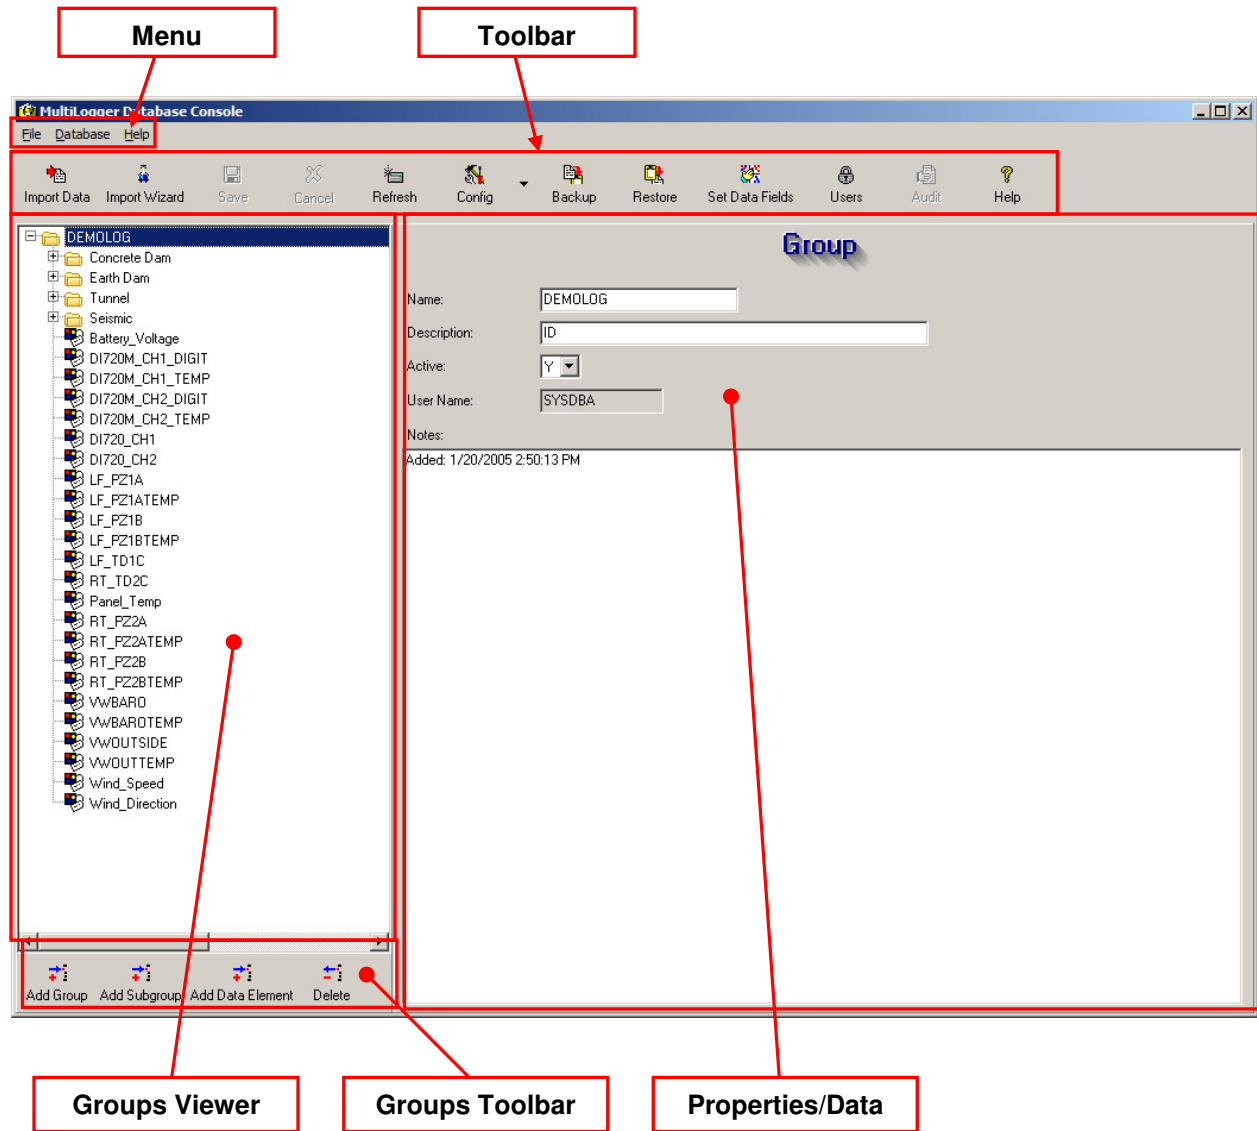 Menu
Toolbar
MultiLogger Database Console
File Database Help
Import Data Import Wizard Save Cancel Refresh Config Backup Restore Set Data Fields Users Audit Help
DEMOLOG
Concrete Dam
Earth Dam
Tunnel
Seismic
Battery_Voltage
DI720M_CH1_DIGIT
DI720M_CH1_TEMP
DI720M_CH2_DIGIT
DI720M_CH2_TEMP
DI720_CH1
DI720_CH2
LF_PZ1A
LF_PZ1ATEMP
LF_PZ1B
LF_PZ1BTEMP
LF_TD1C
RT_TD2C
Panel_Temp
RT_PZ2A
RT_PZ2ATEMP
RT_PZ2B
RT_PZ2BTEMP
VWBARO
VWBAROTEMP
VWOUTSIDE
VWOUTTEMP
Wind_Speed
Wind_Direction
Add Group Add Subgroup Add Data Element Delete
Group
Name: DEMOLOG
Description: ID
Active: Y
User Name: SYSDBA
Notes:
Added: 1/20/2005 2:50:13 PM
Groups Viewer
Groups Toolbar
Properties/Data